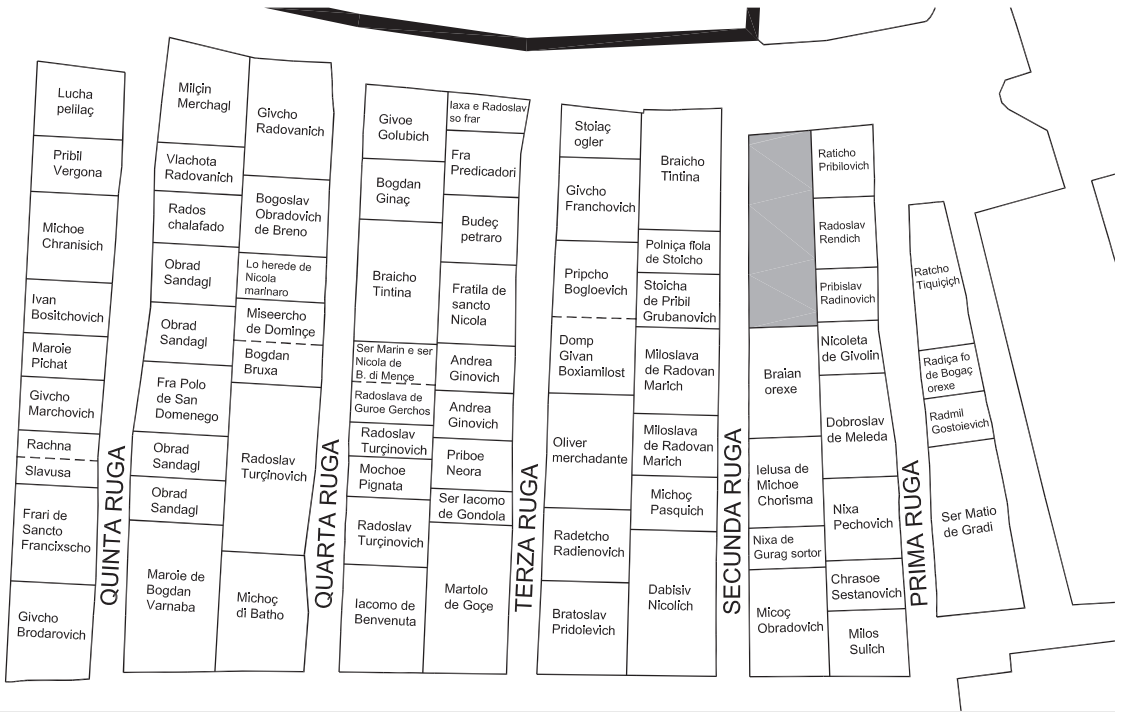 Lucha
pelilaç
Pribil
Vergona
Michoe
Chranisich
Ivan
Bositchovich
Maroie
Pichat
Givcho
Marchovich
Rachna
Slavusa
Frari de
Sancto
Francixscho
Givcho
Brodarovich
QUINTA RUGA
Milçin
Merchagl
Vlachota
Radovanich
Rados
chalafado
Obrad
Sandagl
Obrad
Sandagl
Fra Polo
de San
Domenego
Obrad
Sandagl
Obrad
Sandagl
Maroie de
Bogdan
Varnaba
Givcho
Radovanich
Bogoslav
Obradovich
de Breno
Lo herede de
Nicola
marinaro
Miseercho
de Dominçe
Bogdan
Bruxa
Radoslav
Turçinovich
Michoç
di Batho
QUARTA RUGA
Givoe
Golubich
Bogdan
Ginaç
Braicho
Tintina
Ser Marin e ser
Nicola de
B. di Mençe
Radoslava de
Guroe Gerchos
Radoslav
Turçinovich
Mochoe
Pignata
Radoslav
Turçinovich
Iacomo de
Benvenuta
Iaxa e Radoslav
so frar
Fra
Predicadori
Budeç
petraro
Fratila de
sancto
Nicola
Andrea
Ginovich
Andrea
Ginovich
Priboe
Neora
Ser Iacomo
de Gondola
Martolo
de Goçe
TERZA RUGA
Stoiaç
ogler
Givcho
Franchovich
Pripcho
Bogloevich
Domp
Givan
Boxiamilost
Oliver
merchadante
Radetcho
Radienovich
Bratoslav
Pridoievich
Braicho
Tintina
Polniça ffola
de Stoicho
Stoicha
de Pribil
Grubanovich
Miloslava
de Radovan
Marich
Miloslava
de Radovan
Marich
Michoç
Pasquich
Dabisiv
Nicolich
SECUNDA RUGA
Braian
orexe
Ielusa de
Michoe
Chorisma
Nixa de
Gurag sortor
Micoç
Obradovich
Raticho
Pribilovich
Radoslav
Rendich
Pribislav
Radinovich
Nicoleta
de Givolin
Dobroslav
de Meleda
Nixa
Pechovich
Chrasoe
Sestanovich
Milos
Sulich
PRIMA RUGA
Ratcho
Tiquiçich
Radiça fo
de Bogaç
orexe
Radmil
Gostoievich
Ser Matio
de Gradi